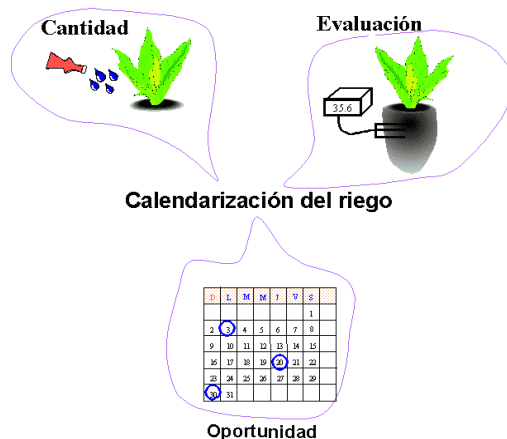 Cantidad
Evaluación
35.6
Calendarización del riego
D L M M J V S
1
2 3 4 5 6 7 8
9 10 11 12 13 14 15
16 17 18 19 20 21 22
23 24 25 26 27 28 29
30 31
Oportunidad